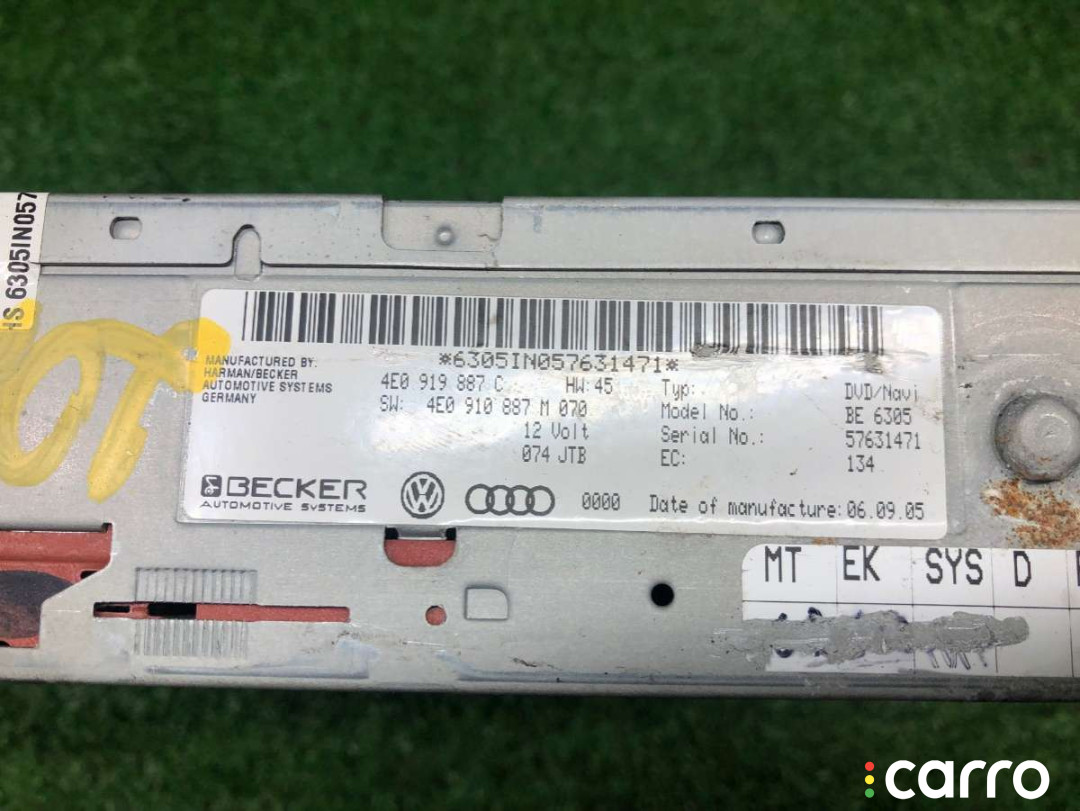 S 6305IN057
*6305IN057631471*
MANUFACTURED BY:
HARMAN/BECKER
AUTOMOTIVE SYSTEMS
GERMANY
4E0 919 887 C HW:45
SW: 4E0 910 887 M 070
12 Volt
074 JTB
Typ: DVD/Navi
Model No.: BE 6305
Serial No.: 57631471
EC: 134
BECKER
AUTOMOTIVE SYSTEMS
0000 Date of manufacture: 06.09.05
MT EK SYS D
carro